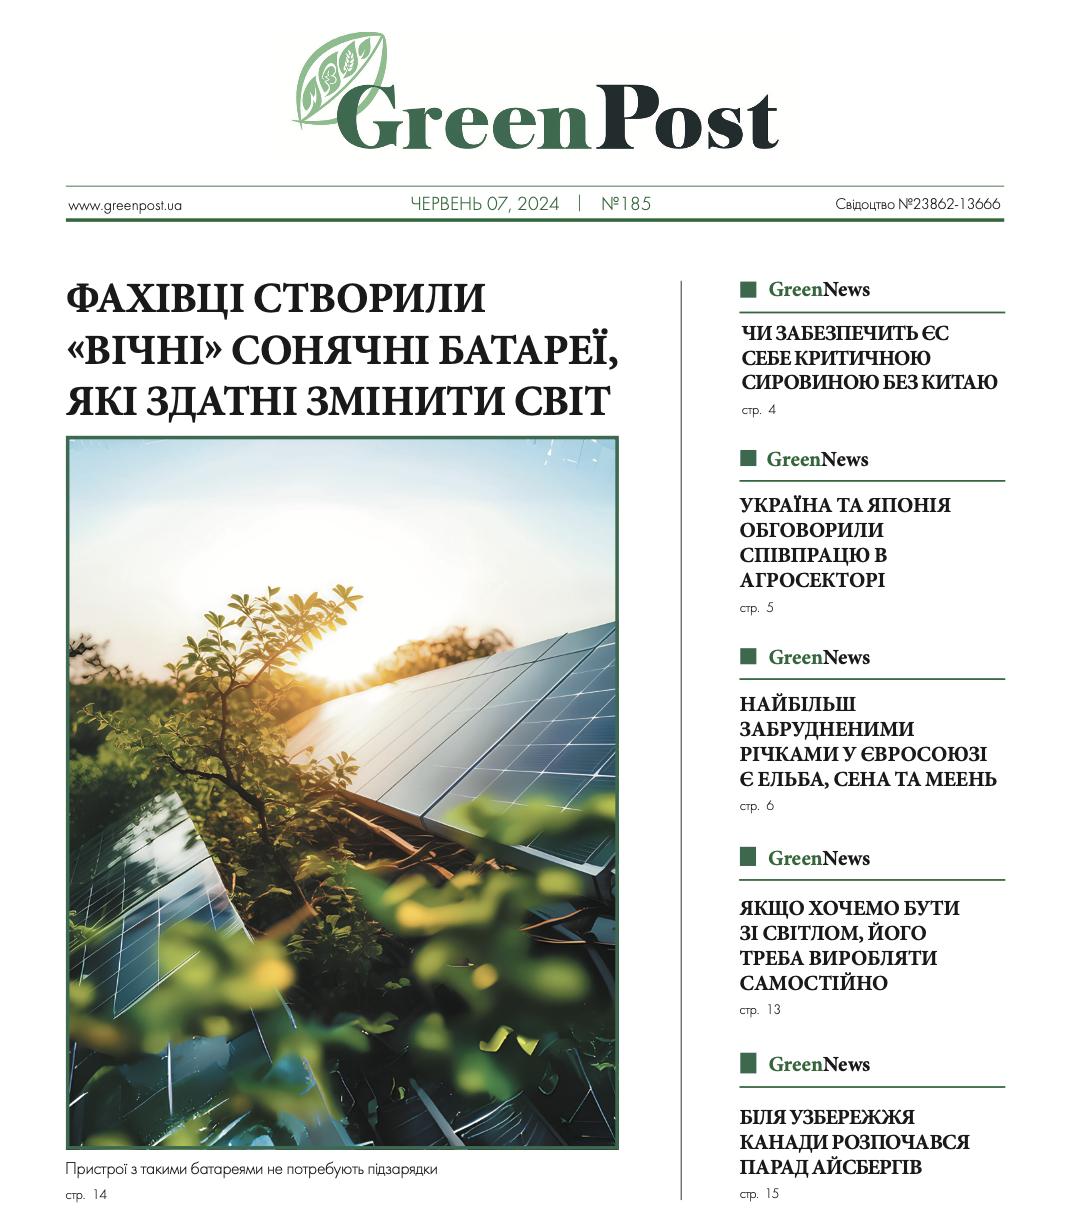 GreenPost
www.greenpost.ua
ЧЕРВЕНЬ 07, 2024 | №185
Свідоцтво №23862-13666
ФАХІВЦІ СТВОРИЛИ
«ВІЧНІ» СОНЯЧНІ БАТАРЕЇ,
ЯКІ ЗДАТНІ ЗМІНИТИ СВІТ
Пристрої з такими батареями не потребують підзарядки
стр. 14
GreenNews
ЧИ ЗАБЕЗПЕЧИТЬ ЄС
СЕБЕ КРИТИЧНОЮ
СИРОВИНОЮ БЕЗ КИТАЮ
стр. 4
GreenNews
УКРАЇНА ТА ЯПОНІЯ
ОБГОВОРИЛИ
СПІВПРАЦЮ В
АГРОСЕКТОРІ
стр. 5
GreenNews
НАЙБІЛЬШ
ЗАБРУДНЕНИМИ
РІЧКАМИ У ЄВРОСОЮЗІ
Є ЕЛЬБА, СЕНА ТА МЕЕНЬ
стр. 6
GreenNews
ЯКЩО ХОЧЕМО БУТИ
ЗІ СВІТЛОМ, ЙОГО
ТРЕБА ВИРОБЛЯТИ
САМОСТІЙНО
стр. 13
GreenNews
БІЛЯ УЗБЕРЕЖЖЯ
КАНАДИ РОЗПОЧАВСЯ
ПАРАД АЙСБЕРГІВ
стр. 15